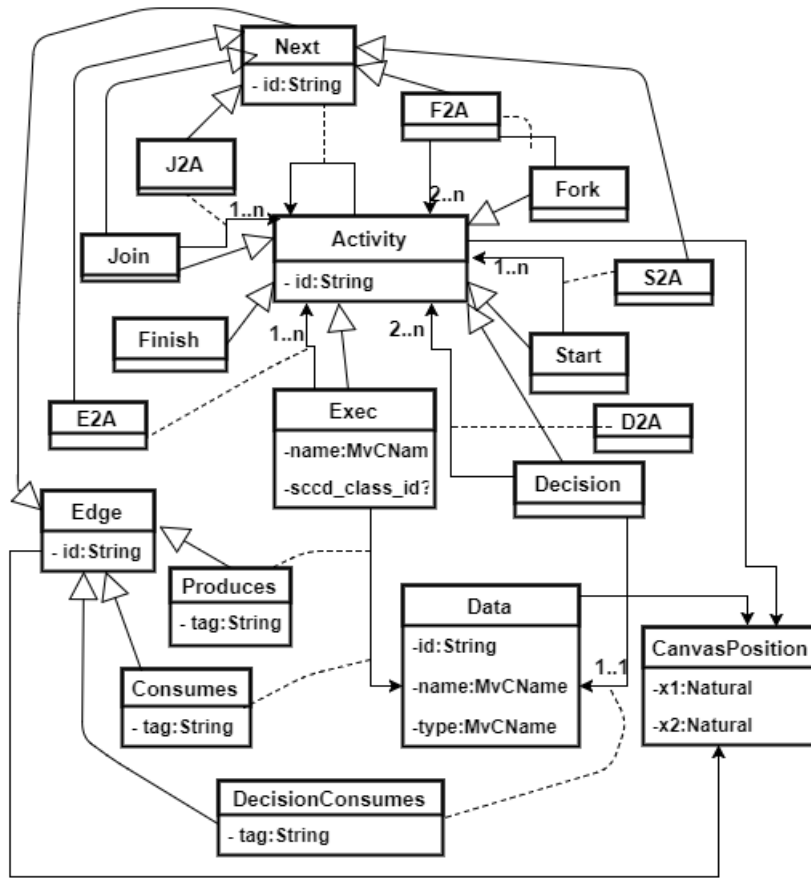 Next
- id:String
F2A
J2A
Fork
2..n
1..n
Activity
- id:String
Join
1..n
S2A
Finish
1..n
2..n
Start
E2A
Exec
-name:MvCNam
-sccd_class_id?
D2A
Decision
Edge
- id:String
Produces
- tag:String
Data
-id:String
-name:MvCName
-type:MvCName
1..1
CanvasPosition
-x1:Natural
-x2:Natural
Consumes
- tag:String
DecisionConsumes
- tag:String